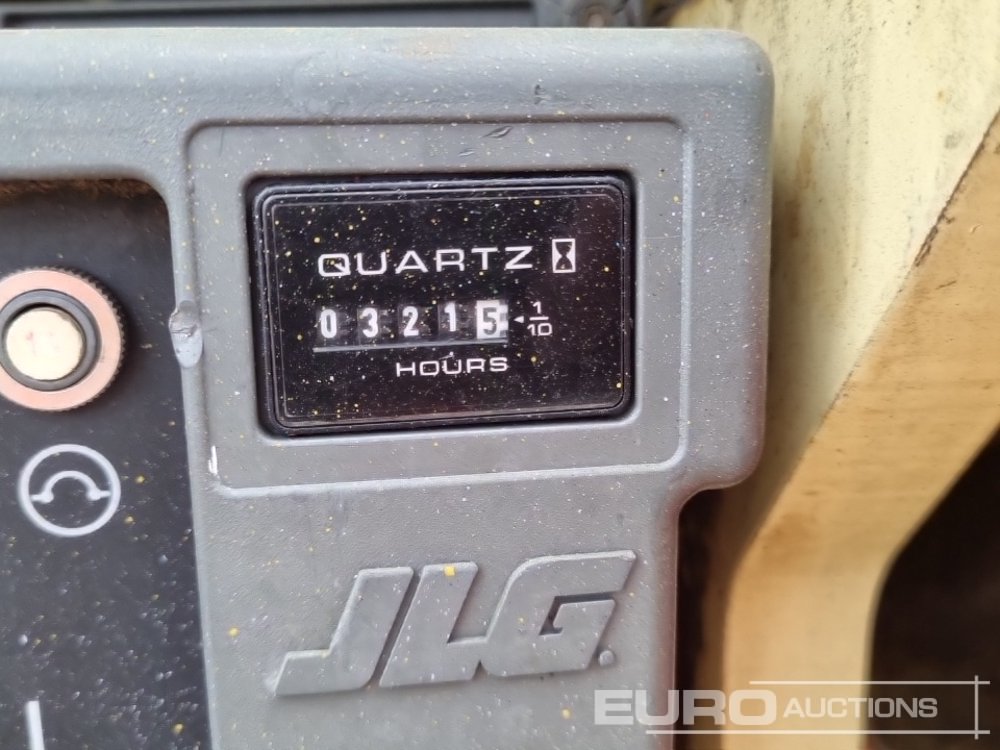 QUARTZ
03215 1/10
HOURS
JLG.
EURO AUCTIONS